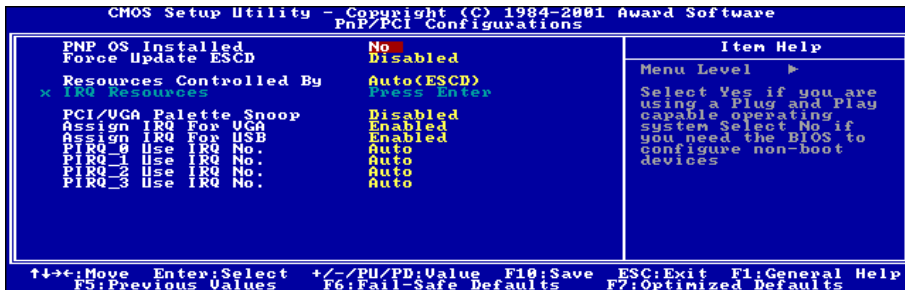 CMOS Setup Utility - Copyright (C) 1984-2001 Award Software
PnP/PCI Configurations
PNP OS Installed No
Force Update ESCD Disabled
Resources Controlled By Auto(ESCD)
x IRQ Resources Press Enter
PCI/VGA Palette Snoop Disabled
Assign IRQ For VGA Enabled
Assign IRQ For USB Enabled
PIRQ_0 Use IRQ No. Auto
PIRQ_1 Use IRQ No. Auto
PIRQ_2 Use IRQ No. Auto
PIRQ_3 Use IRQ No. Auto
Item Help
Menu Level ►
Select Yes if you are
using a Plug and Play
capable operating
system Select No if
you need the BIOS to
configure non-boot
devices
↑↓→←:Move Enter:Select +/-/PU/PD:Value F10:Save ESC:Exit F1:General Help
F5:Previous Values F6:Fail-Safe Defaults F7:Optimized Defaults